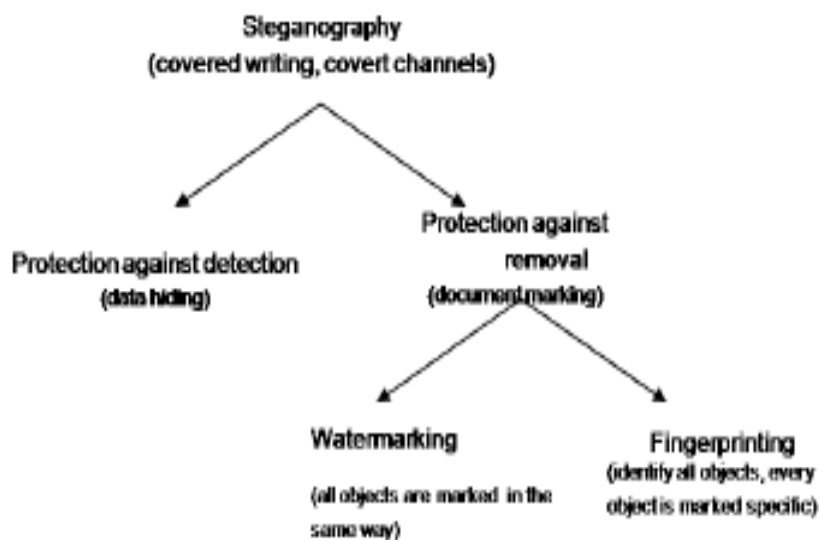 Steganography
(covered writing, covert channels)
Protection against detection
(data hiding)
Protection against
removal
(document marking)
Watermarking
(all objects are marked in the
same way)
Fingerprinting
(identify all objects, every
object is marked specific)